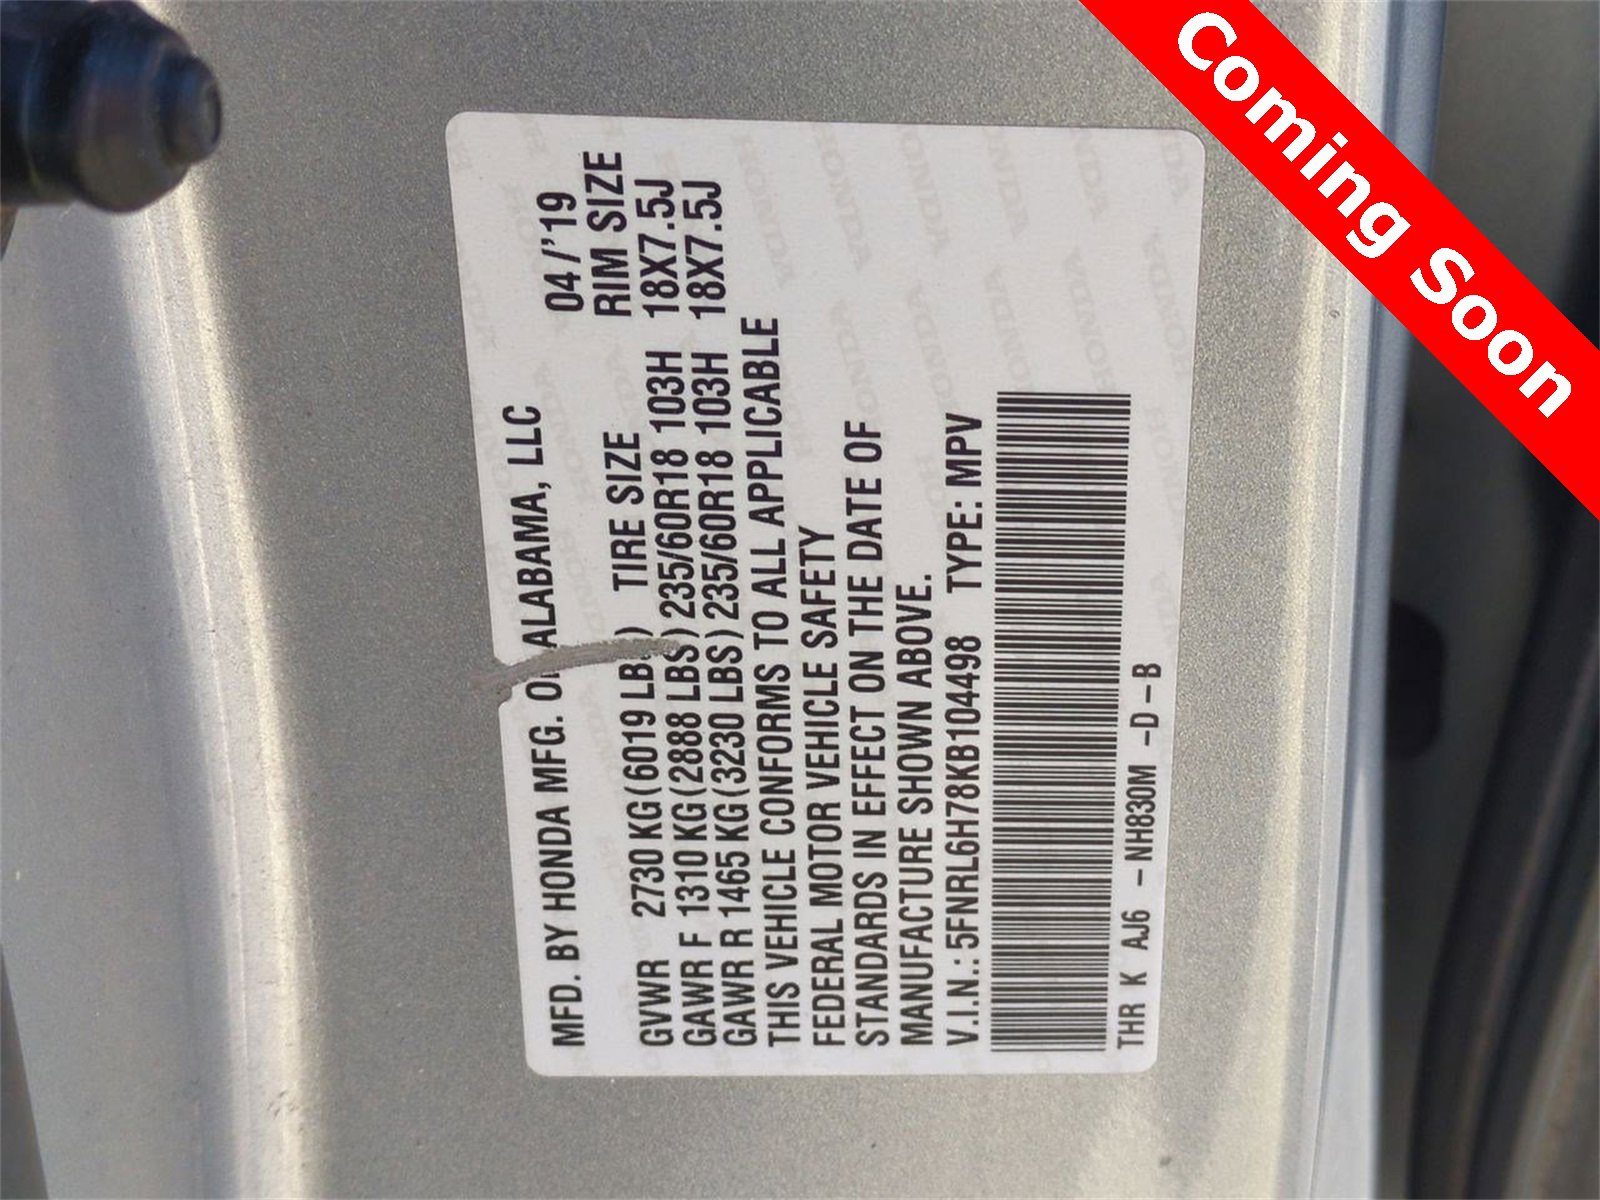 Coming Soon
MFD. BY HONDA MFG. OF ALABAMA, LLC 04/'19
GVWR 2730 KG(6019 LBS) TIRE SIZE RIM SIZE
GAWR F 1310 KG(2888 LBS) 235/60R18 103H 18X7.5J
GAWR R 1465 KG(3230 LBS) 235/60R18 103H 18X7.5J
THIS VEHICLE CONFORMS TO ALL APPLICABLE
FEDERAL MOTOR VEHICLE SAFETY
STANDARDS IN EFFECT ON THE DATE OF
MANUFACTURE SHOWN ABOVE.
V.I.N.: 5FNRL6H78KB104498 TYPE: MPV
THR K AJ6 -NH830M -D-B